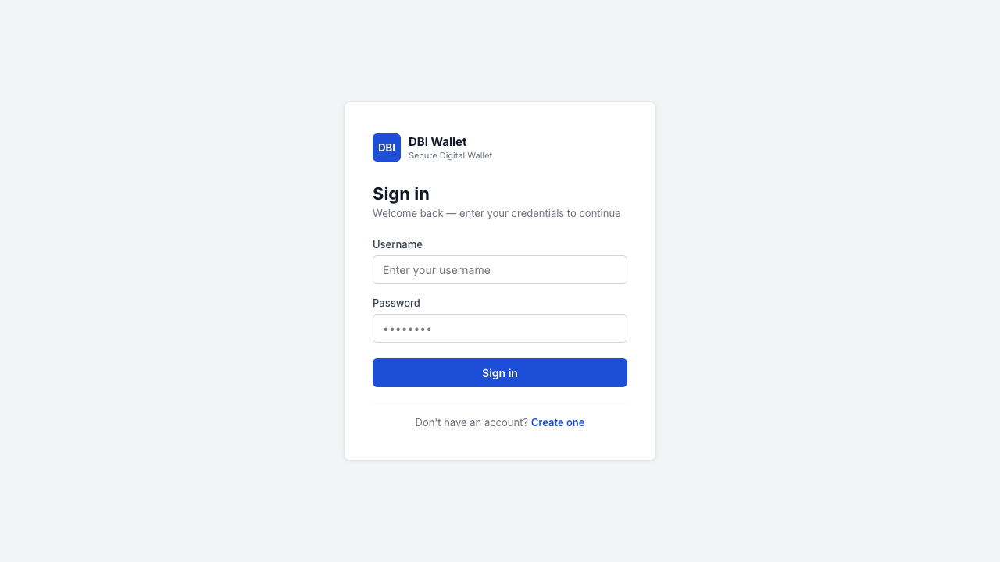 DBI
DBI Wallet
Secure Digital Wallet
Sign in
Welcome back — enter your credentials to continue
Username
Enter your username
Password
••••••••
Sign in
Don't have an account? Create one